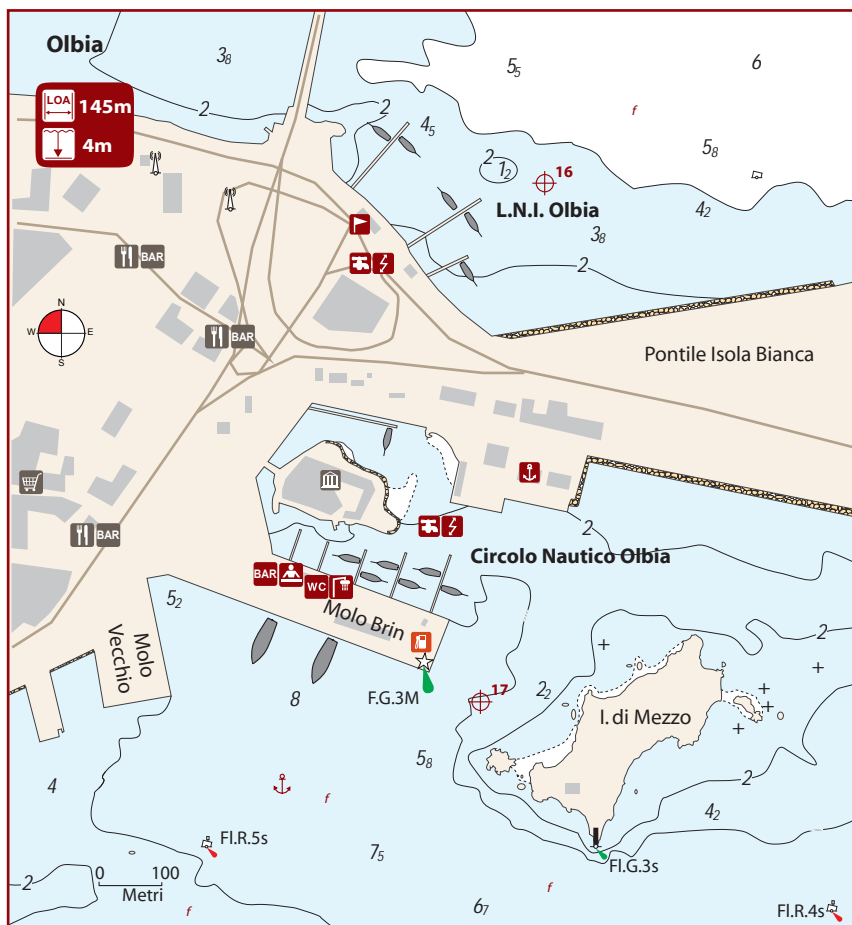 Olbia
LOA 145m
4m
3₈
2
2
4₅
5₅
6
f
5₈
2
1₂
16
L.N.I. Olbia
4₂
3₈
2
BAR
N
W E
S
BAR
Pontile Isola Bianca
BAR
2
Circolo Nautico Olbia
BAR
WC
5₂
Molo Brin
Molo
Vecchio
2
2₂
17
8
F.G.3M
I. di Mezzo
5₈
4
2
4₂
f
Fl.R.5s
7₅
Fl.G.3s
2
0 100
Metri
f
6₇
f
Fl.R.4s